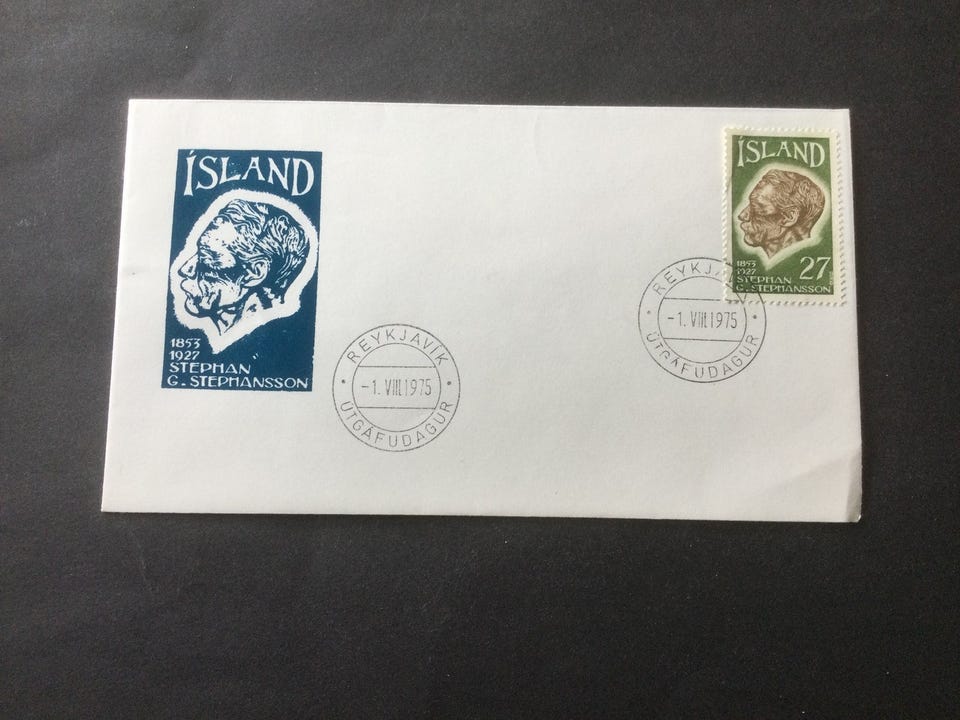 ÍSLAND
1853
1927
STEPHAN
G. STEPHANSSON
REYKJAVÍK
-1. VIII.1975
ÚTGÁFUDAGUR
ÍSLAND
1853
1927
STEPHAN
G. STEPHANSSON
27
-1. VIII.1975
ÚTGÁFUDAGUR